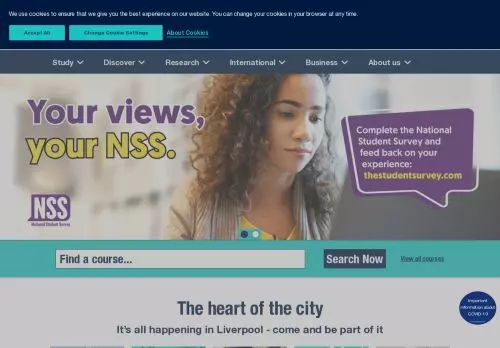 We use cookies to ensure that we give you the best experience on our website. You can change your cookies in your browser at any time.
Accept All
Change Cookie Settings
About Cookies
Study
Discover
Research
International
Business
About us
Your views,
your NSS.
Complete the National
Student Survey and
feed back on your
experience:
thestudentsurvey.com
NSS
National Student Survey
Find a course...
Search Now
View all courses
The heart of the city
It's all happening in Liverpool - come and be part of it
Important
information about
COVID-19